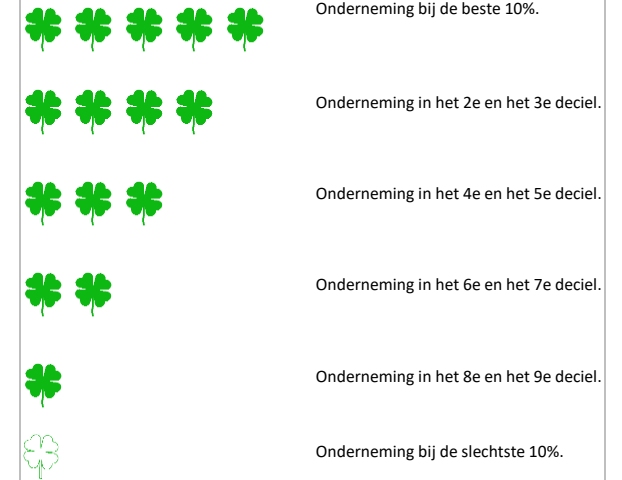 Onderneming bij de beste 10%.
Onderneming in het 2e en het 3e deciel.
Onderneming in het 4e en het 5e deciel.
Onderneming in het 6e en het 7e deciel.
Onderneming in het 8e en het 9e deciel.
Onderneming bij de slechtste 10%.